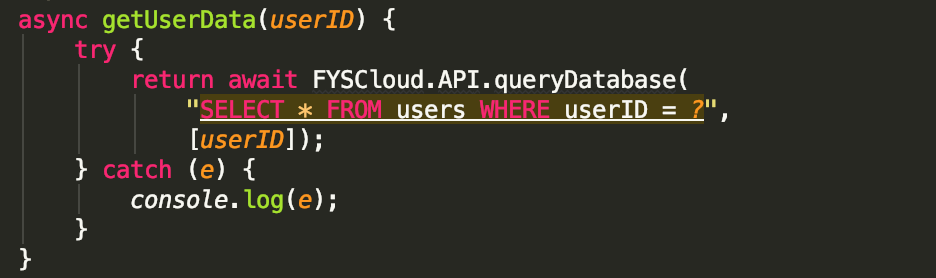 async getUserData(userID) {
try {
return await FYSCloud.API.queryDatabase(
"SELECT * FROM users WHERE userID = ?",
[userID]);
} catch (e) {
console.log(e);
}
}